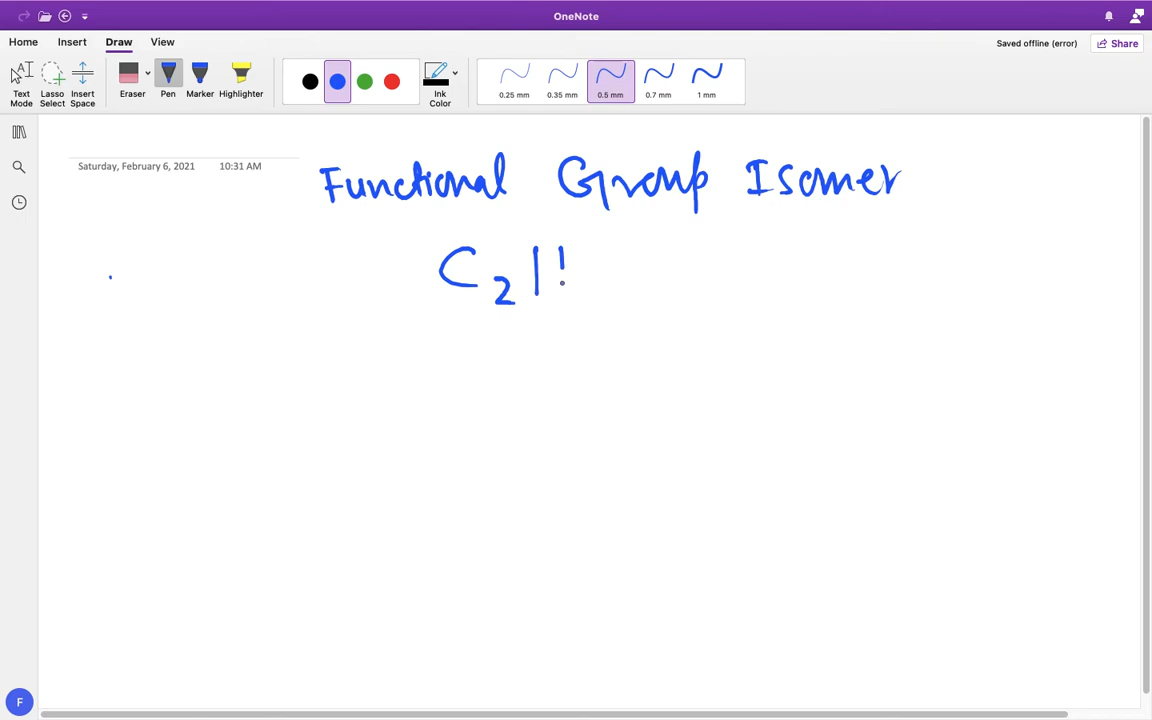 OneNote
Home Insert Draw View
Saved offline (error) Share
Text Mode Lasso Select Insert Space Eraser Pen Marker Highlighter Ink Color 0.25 mm 0.35 mm 0.5 mm 0.7 mm 1 mm
Saturday, February 6, 2021 10:31 AM
Functional Group Isomer
C2
F